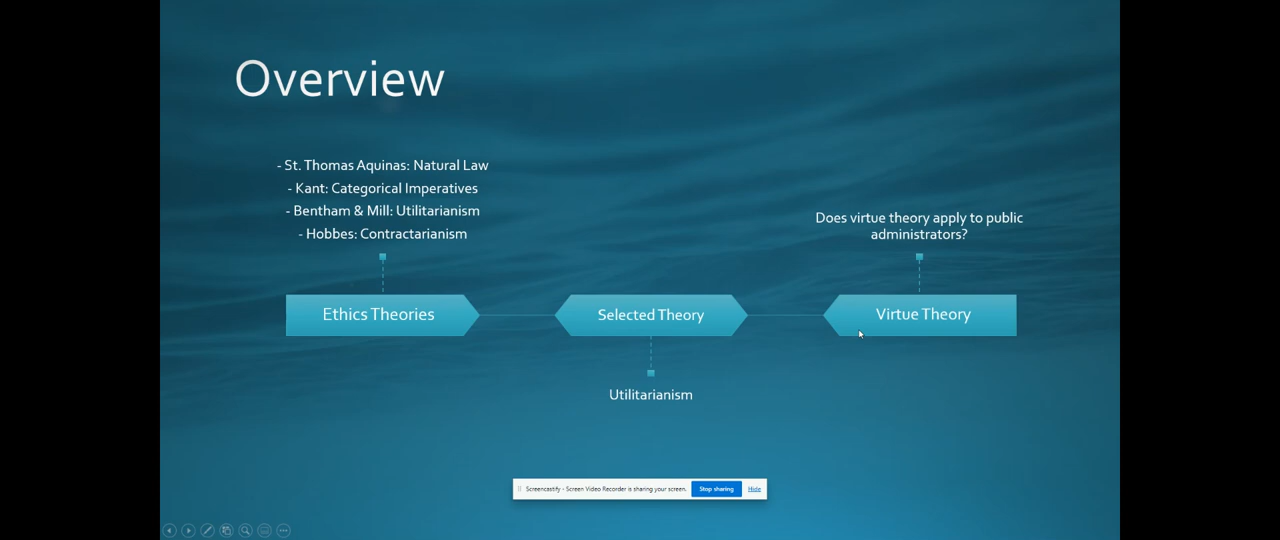 Overview
- St. Thomas Aquinas: Natural Law
- Kant: Categorical Imperatives
- Bentham & Mill: Utilitarianism
- Hobbes: Contractarianism
Does virtue theory apply to public
administrators?
Ethics Theories
Selected Theory
Virtue Theory
Utilitarianism
Screencastify - Screen Video Recorder is sharing your screen. Stop sharing Hide